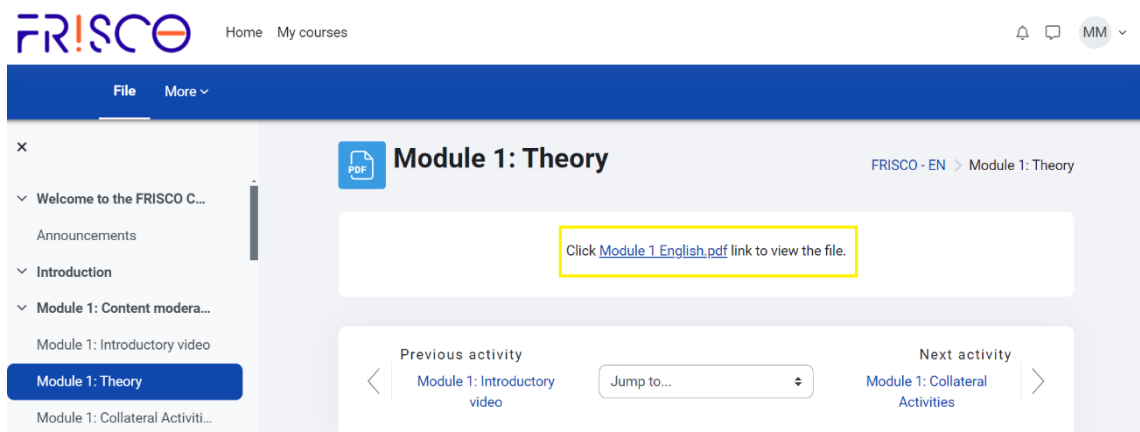 FR!SCO
Home My courses
MM
File More
Welcome to the FRISCO C...
Announcements
Introduction
Module 1: Content modera...
Module 1: Introductory video
Module 1: Theory
Module 1: Collateral Activiti...
PDF
Module 1: Theory
FRISCO - EN > Module 1: Theory
Click Module 1 English.pdf link to view the file.
Previous activity
Module 1: Introductory
video
Jump to...
Next activity
Module 1: Collateral
Activities